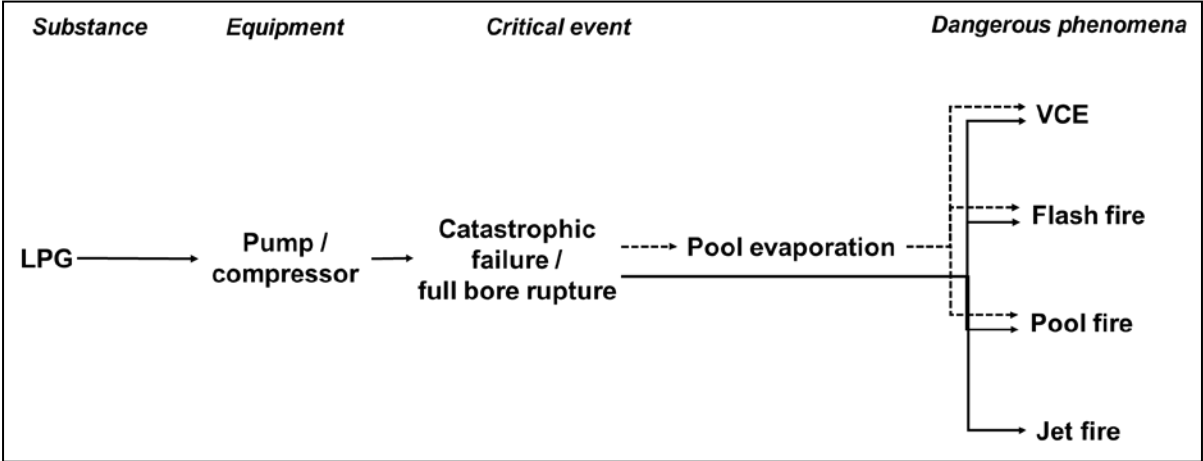 Substance
Equipment
Critical event
Dangerous phenomena
LPG
Pump /
compressor
Catastrophic
failure /
full bore rupture
Pool evaporation
VCE
Flash fire
Pool fire
Jet fire